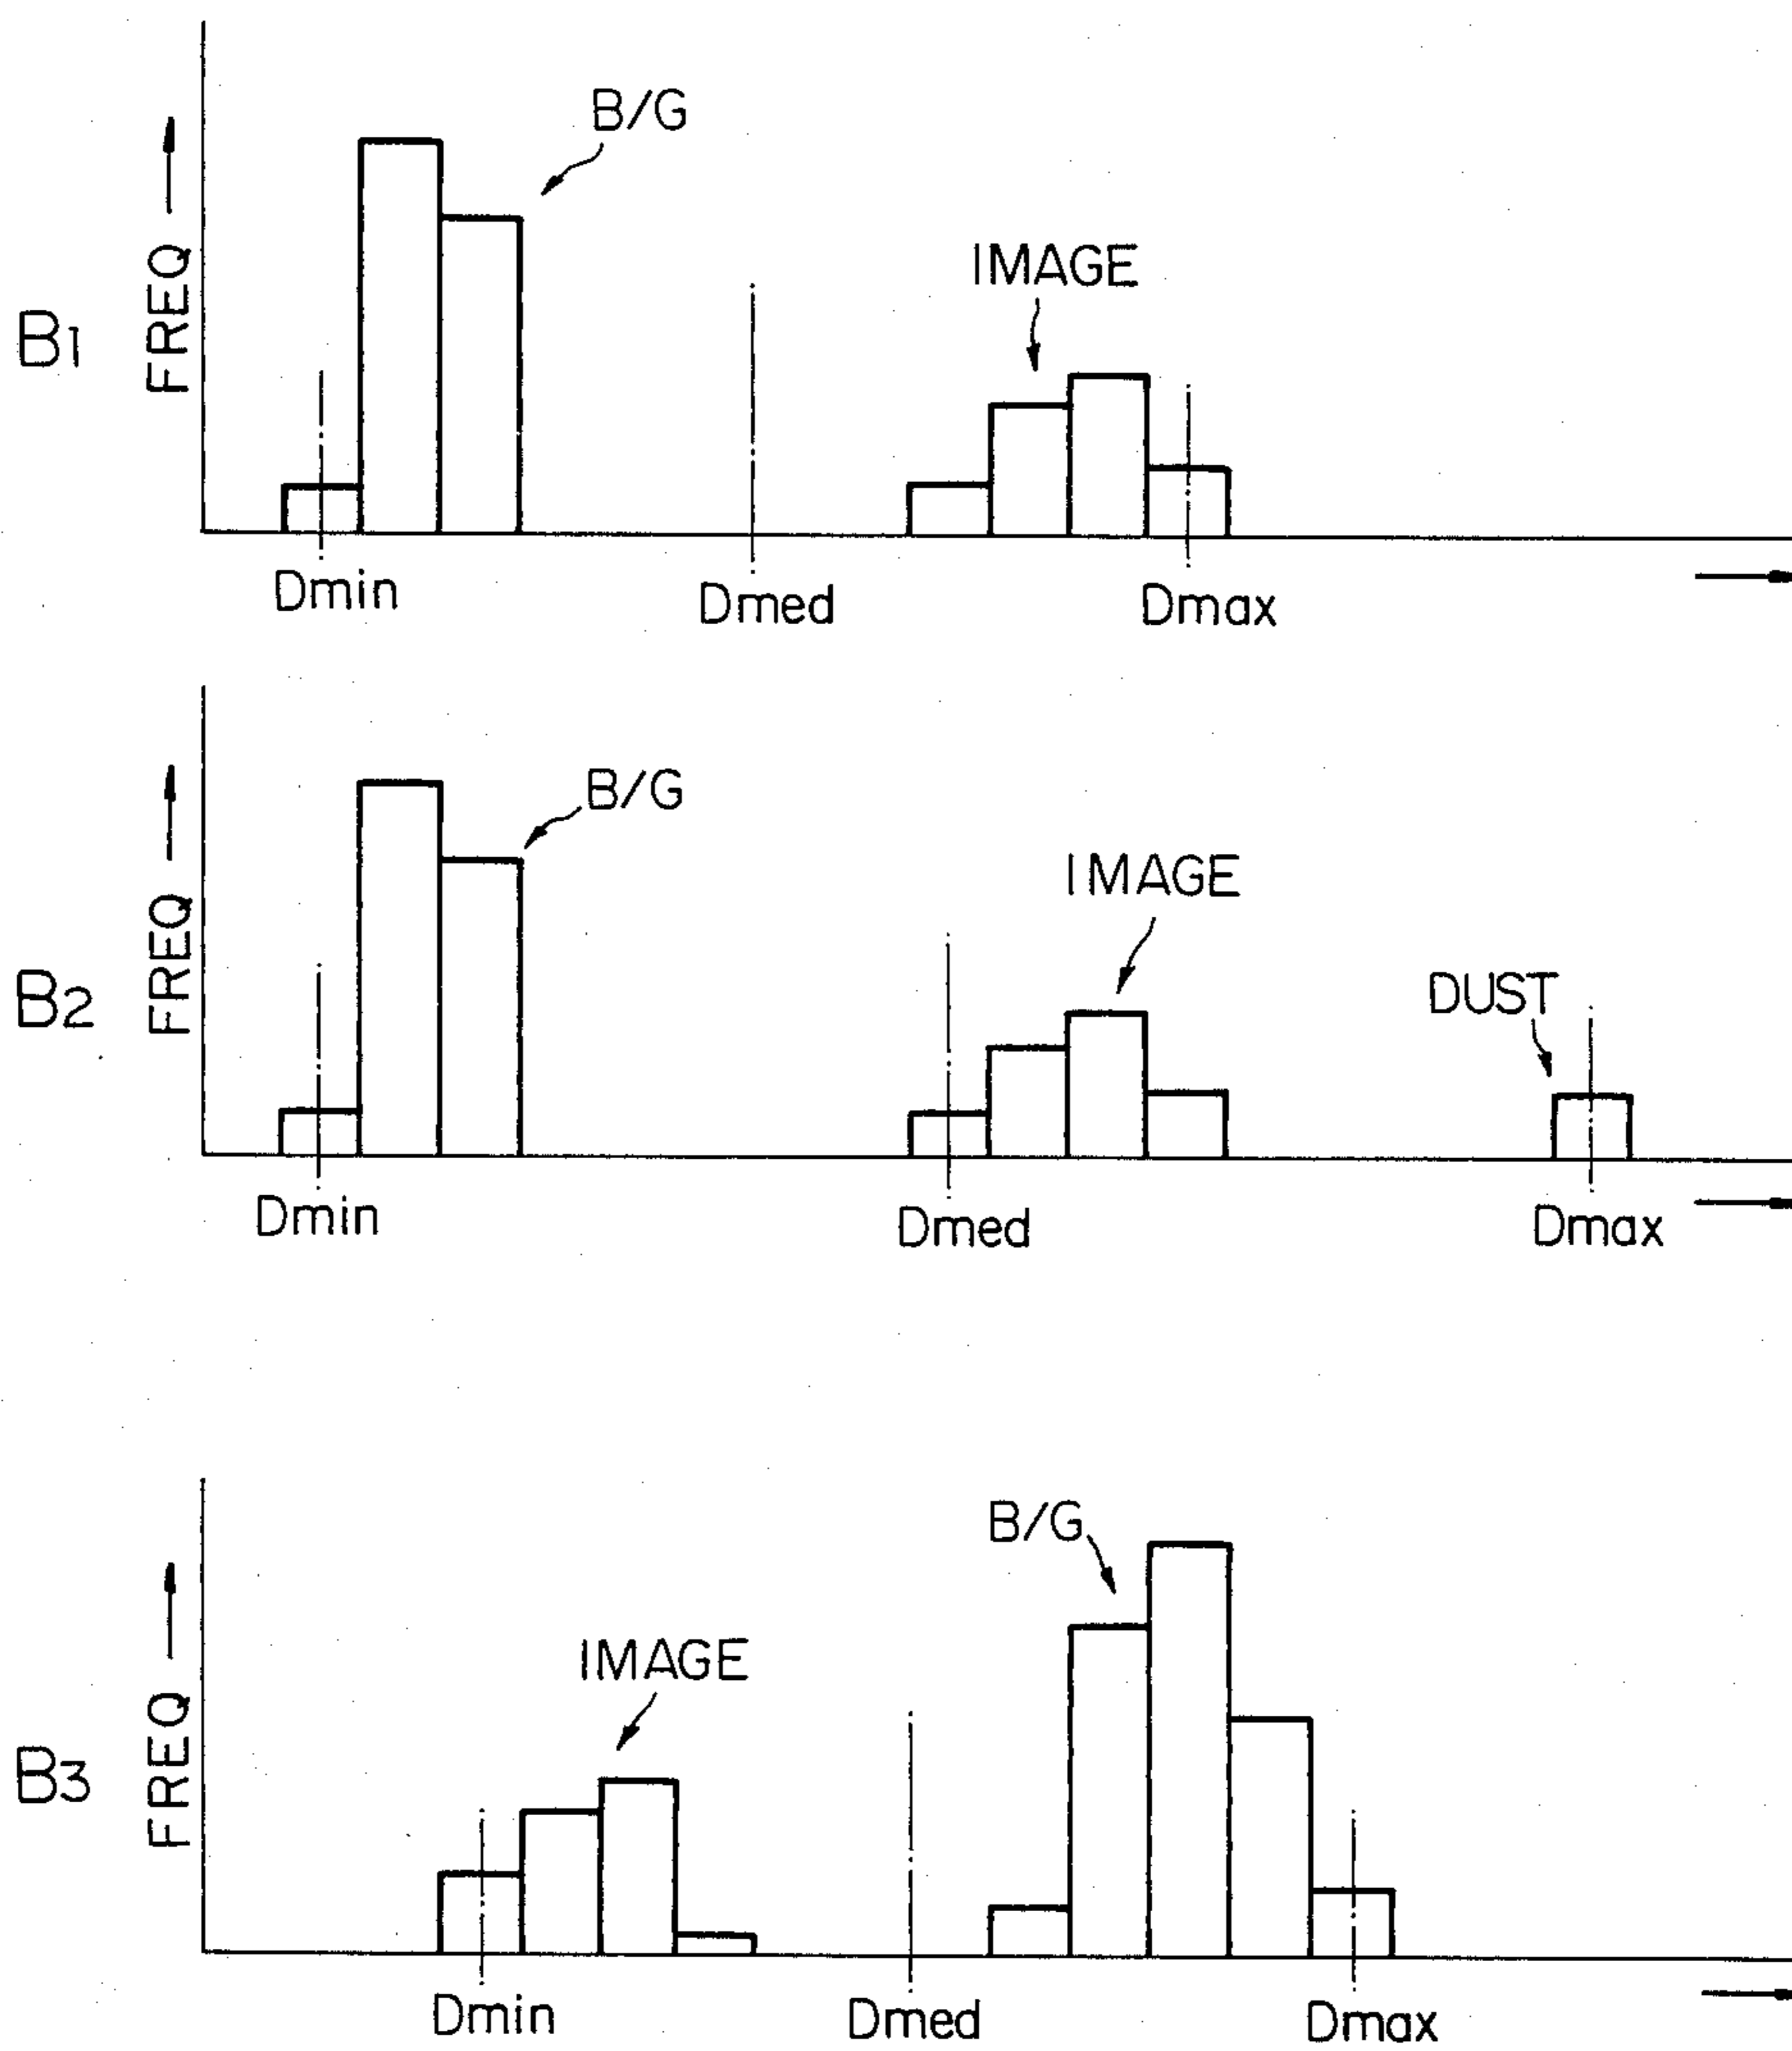 B1
FREQ
B/G
IMAGE
Dmin
Dmed
Dmax
B2
FREQ
B/G
IMAGE
DUST
Dmin
Dmed
Dmax
B3
FREQ
IMAGE
B/G
Dmin
Dmed
Dmax